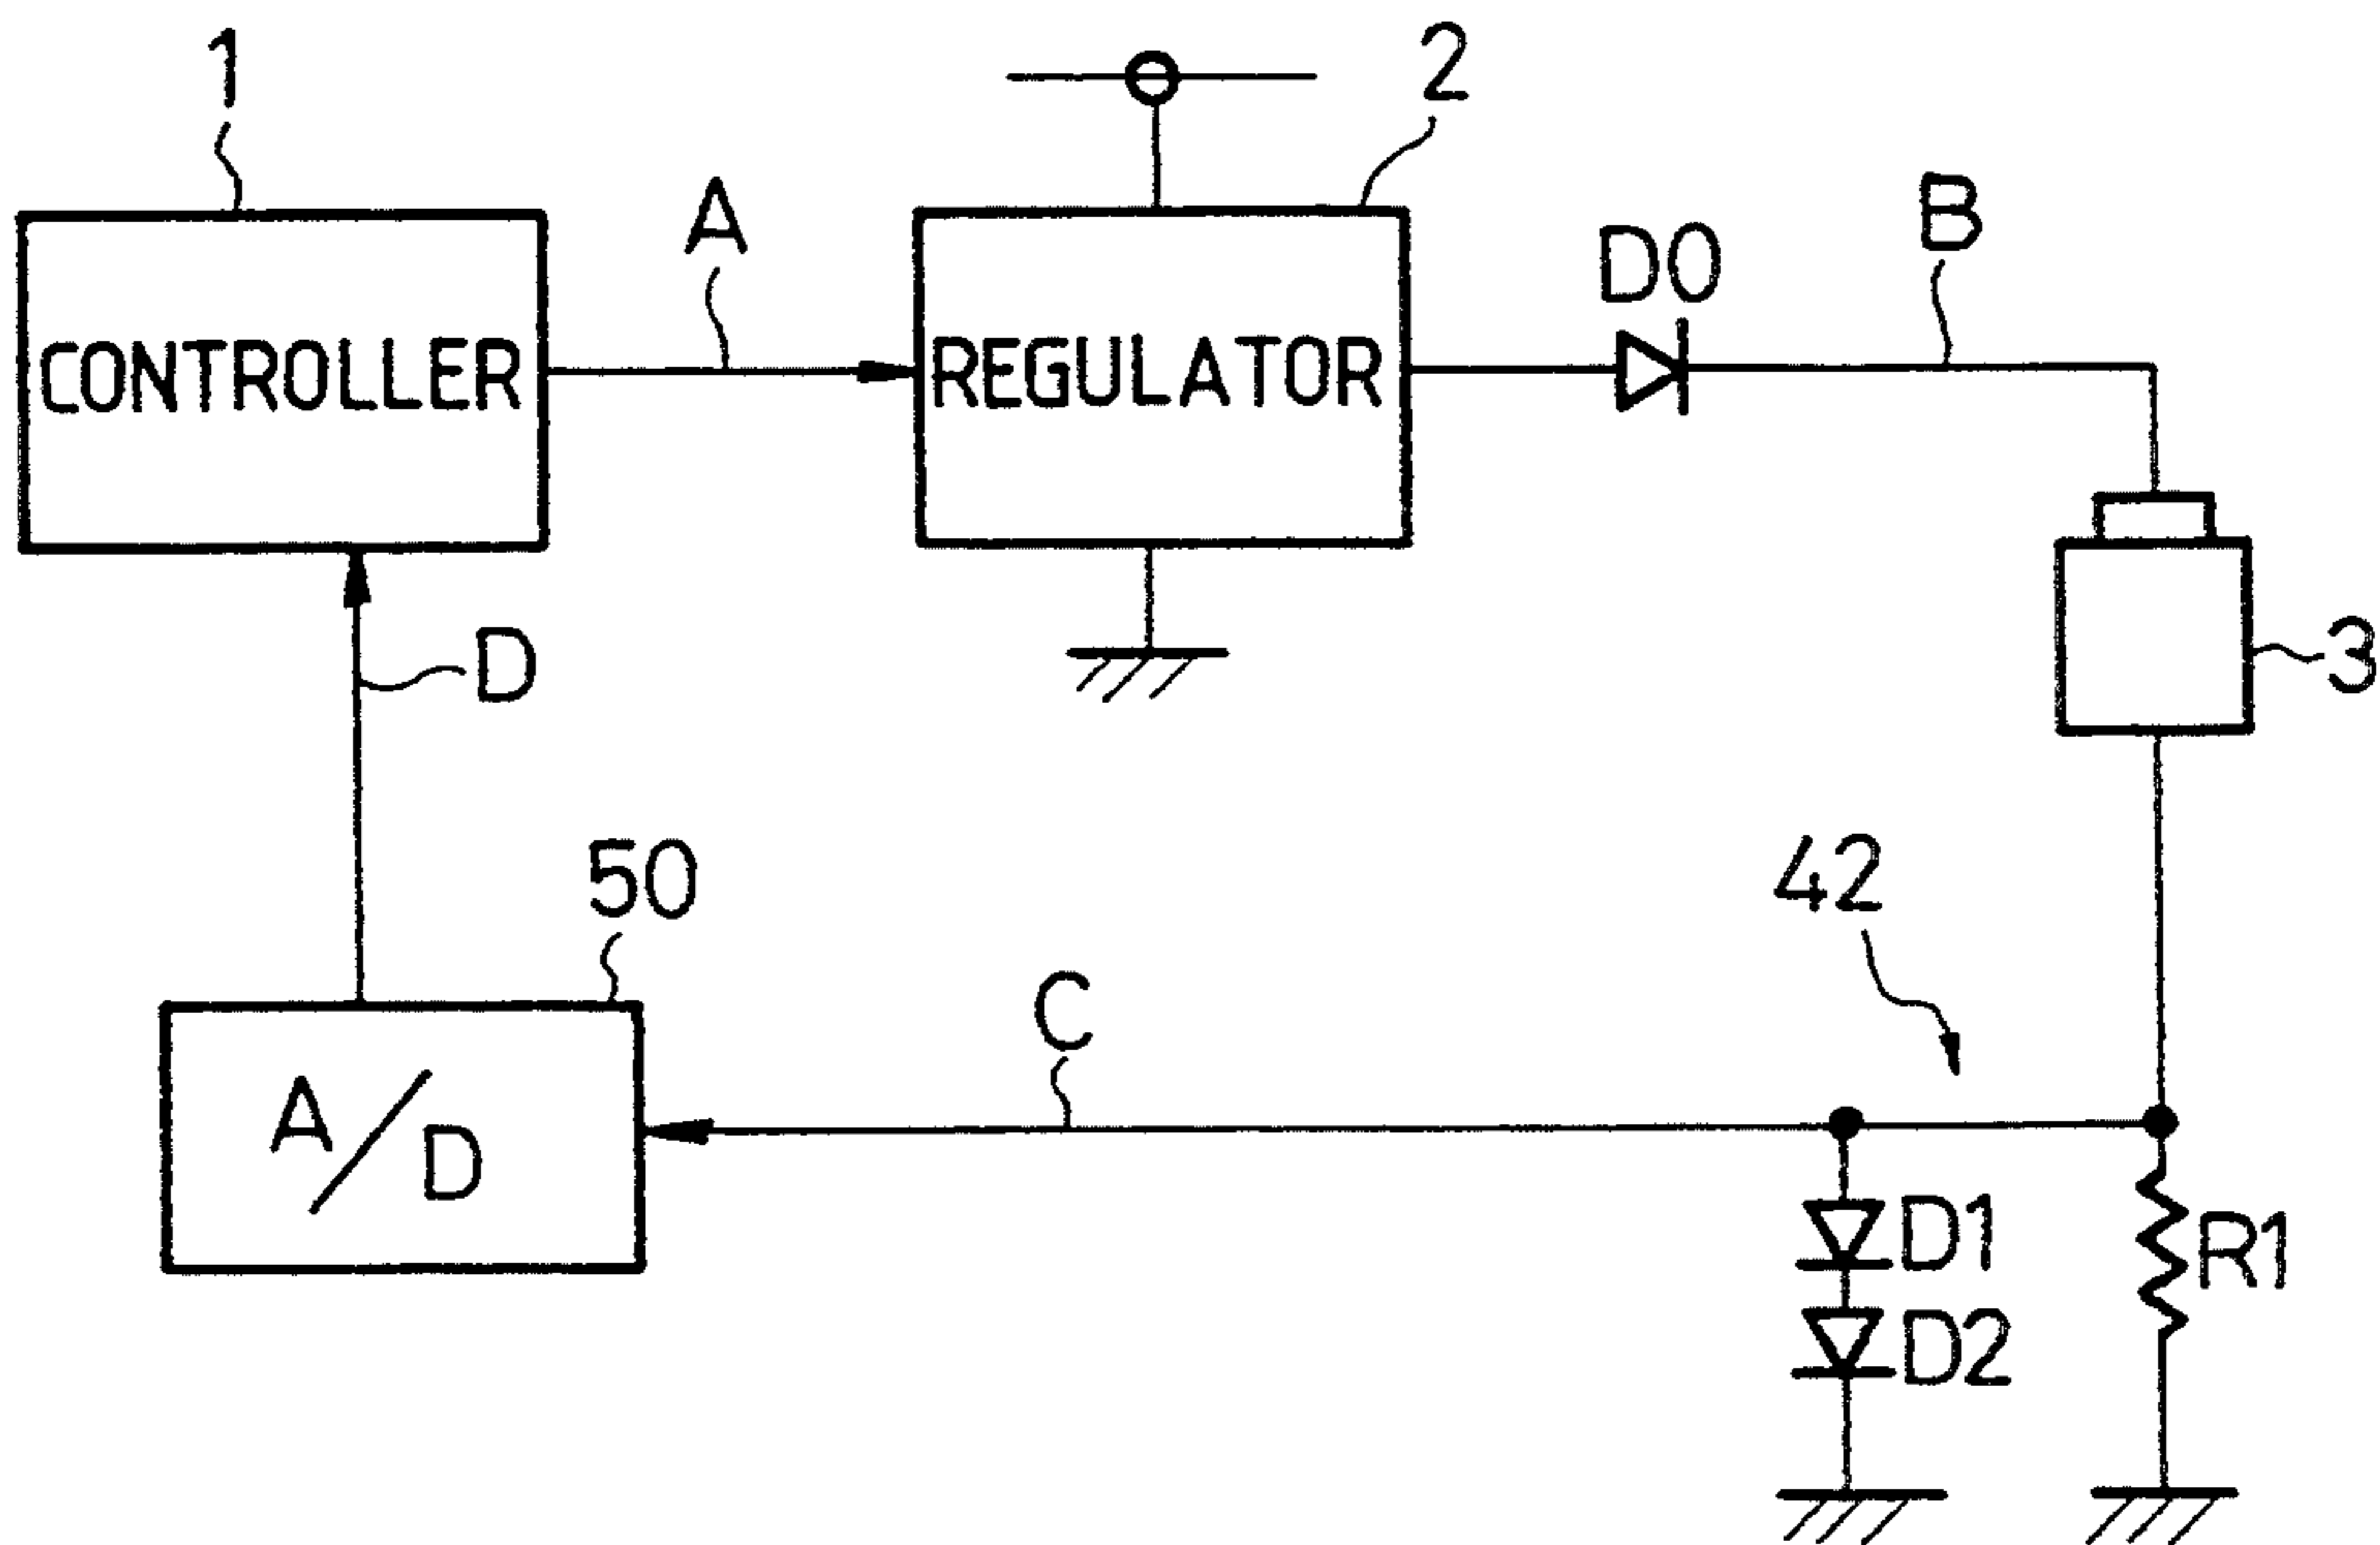 1
2
A
B
D0
CONTROLLER
REGULATOR
3
D
50
42
C
A/D
D1
R1
D2